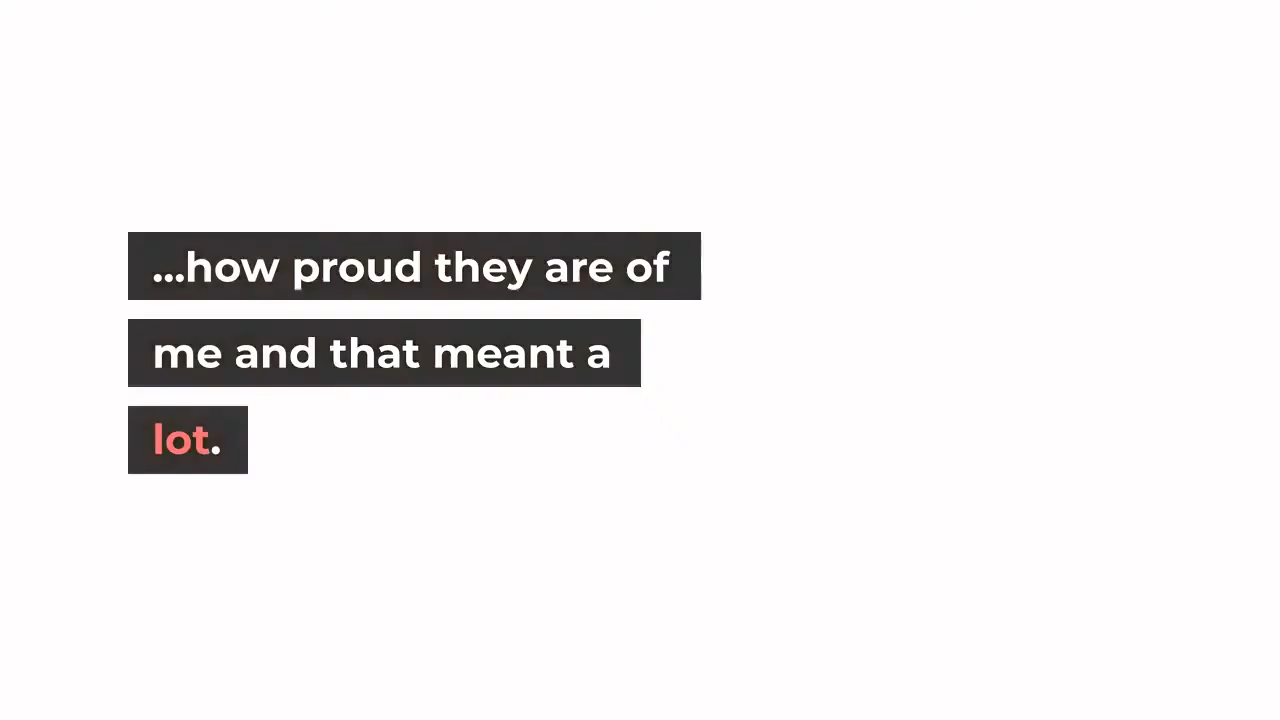 ...how proud they are of
me and that meant a
lot.